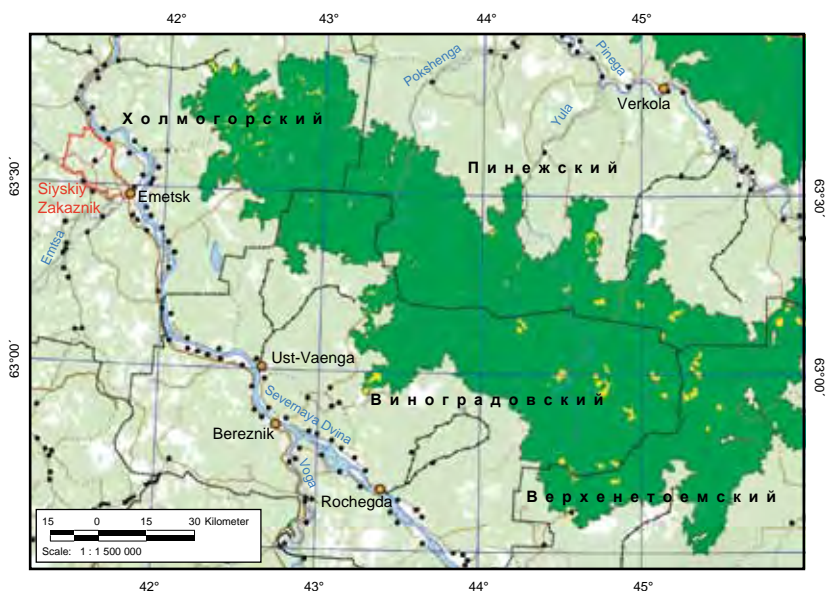 42°
43°
44°
45°
Pokshenga
Pinega
Yula
Verkola
Холмогорский
Пинежский
63°30´
63°30´
Siyskiy
Zakaznik
Emetsk
Emtsa
63°00´
63°00´
Ust-Vaenga
Виноградовский
Severnaya Dvina
Bereznik
Voga
Rochegda
Верхенетоемский
15 0 15 30 Kilometer
Scale: 1 : 1 500 000
42°
43°
44°
45°